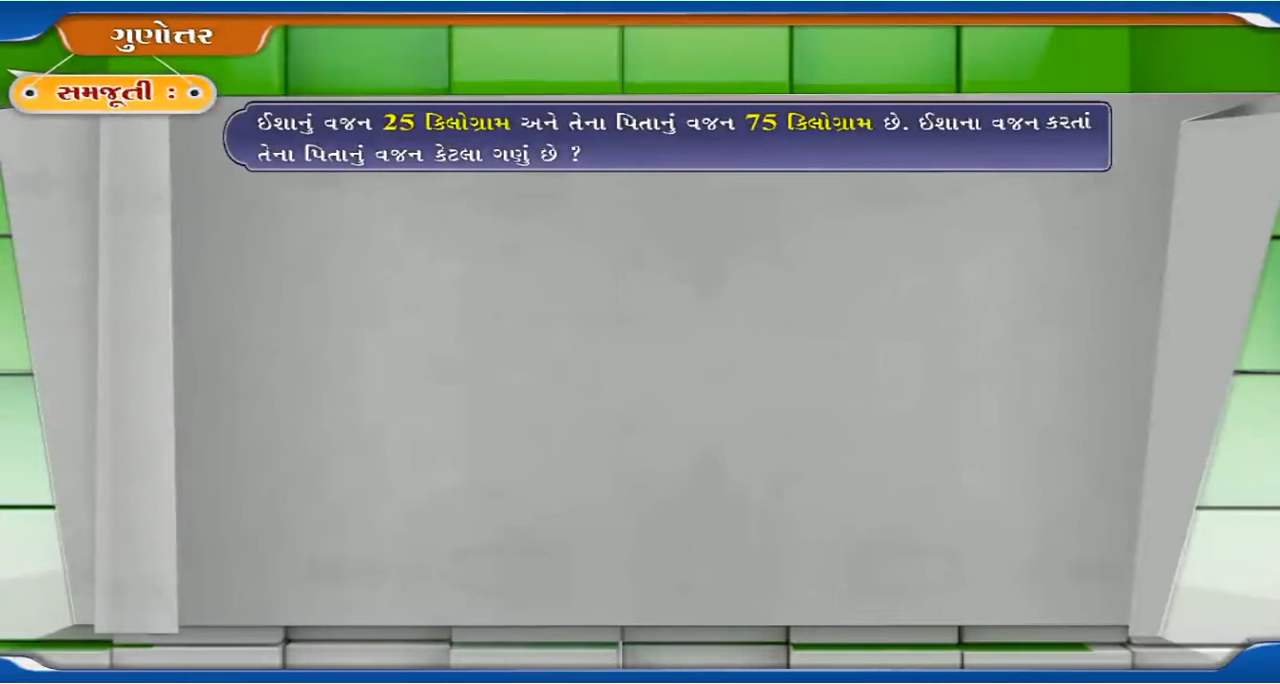 ગુણોત્તર
સમજૂતી :
ઈશાનું વજન 25 કિલોગ્રામ અને તેના પિતાનું વજન 75 કિલોગ્રામ છે. ઈશાના વજન કરતાં
તેના પિતાનું વજન કેટલા ગણું છે ?